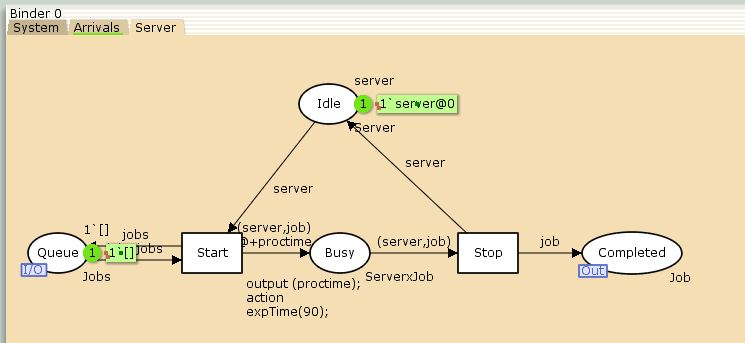 Binder 0
System Arrivals Server
server
Idle
1 1`server@0
Server
server
server
1`[]
jobs
jobs
(server,job)
@+proctime
(server,job)
job
Queue
1 1`[]
Start
Busy
Stop
Completed
I/O
Jobs
ServerxJob
Out
Job
output (proctime);
action
expTime(90);